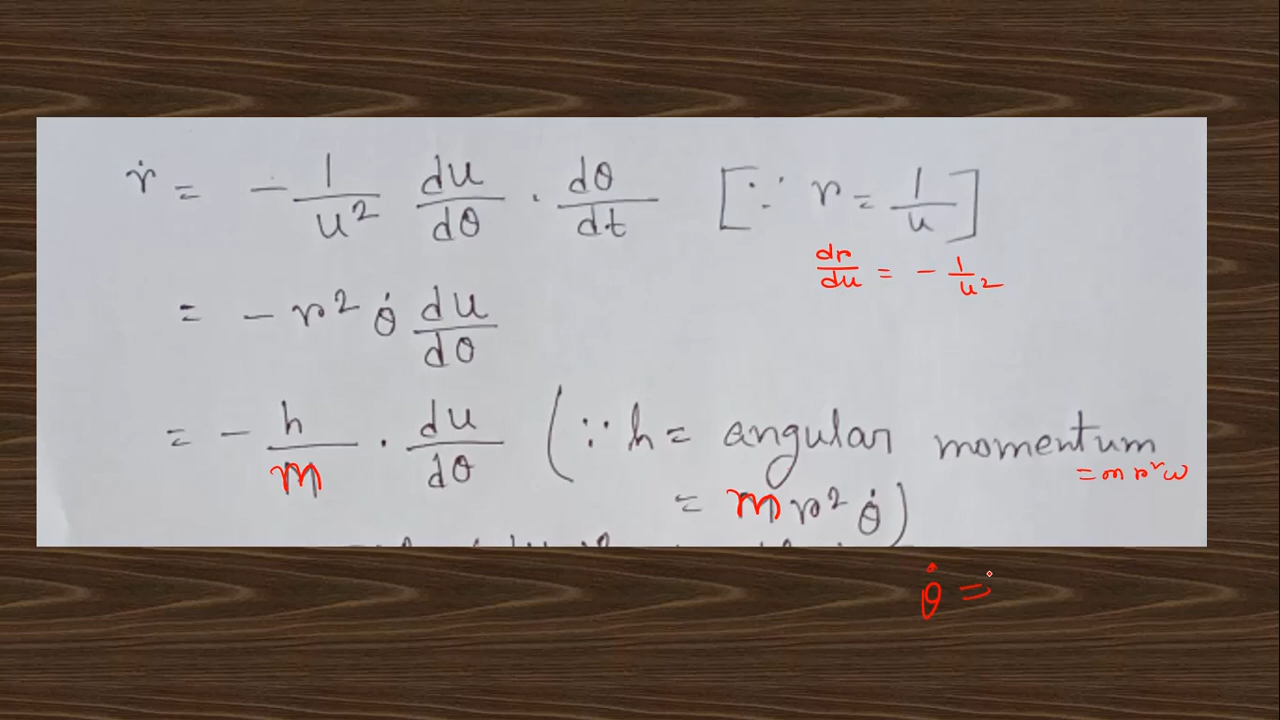 ṙ = - 1/u² du/dθ · dθ/dt [∵ r = 1/u]
dr/du = - 1/u²
= - r² θ̇ du/dθ
= - h/m · du/dθ (∵ h = angular momentum
= m r² ω
= m r² θ̇)
θ̇ =